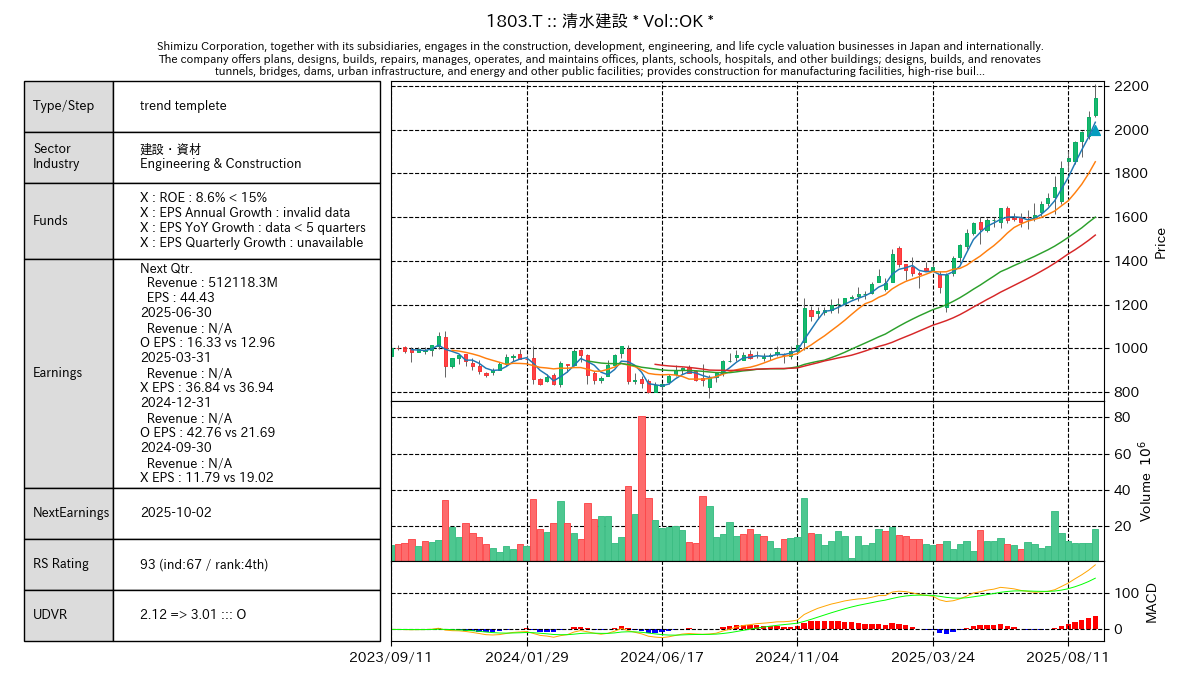 1803.T :: 清水建設 * Vol::OK *
Shimizu Corporation, together with its subsidiaries, engages in the construction, development, engineering, and life cycle valuation businesses in Japan and internationally.
The company offers plans, designs, builds, repairs, manages, operates, and maintains offices, plants, schools, hospitals, and other buildings; designs, builds, and renovates
tunnels, bridges, dams, urban infrastructure, and energy and other public facilities; provides construction for manufacturing facilities, high-rise buil...
Type/Step
trend templete
Sector
Industry
建設・資材
Engineering & Construction
Funds
X : ROE : 8.6% < 15%
X : EPS Annual Growth : invalid data
X : EPS YoY Growth : data < 5 quarters
X : EPS Quarterly Growth : unavailable
Earnings
Next Qtr.
Revenue : 512118.3M
EPS : 44.43
2025-06-30
Revenue : N/A
O EPS : 16.33 vs 12.96
2025-03-31
Revenue : N/A
X EPS : 36.84 vs 36.94
2024-12-31
Revenue : N/A
O EPS : 42.76 vs 21.69
2024-09-30
Revenue : N/A
X EPS : 11.79 vs 19.02
NextEarnings
2025-10-02
RS Rating
93 (ind:67 / rank:4th)
UDVR
2.12 => 3.01 ::: O
2200
2000
1800
1600
1400
1200
1000
800
Price
80
60
40
20
Volume 10^6
100
0
MACD
2023/09/11
2024/01/29
2024/06/17
2024/11/04
2025/03/24
2025/08/11